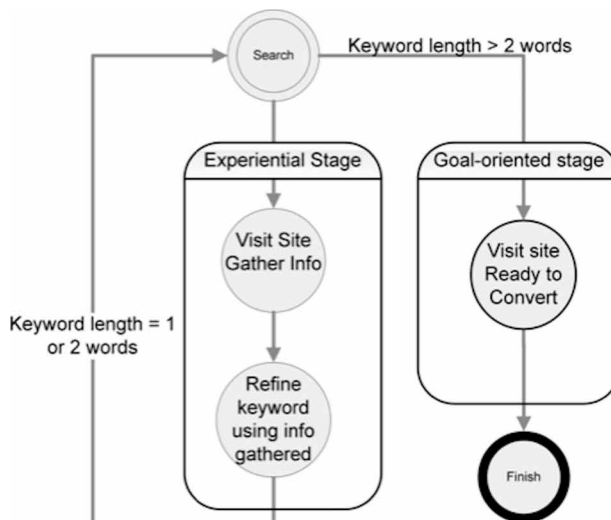 Search
Keyword length > 2 words
Experiential Stage
Goal-oriented stage
Visit Site
Gather Info
Visit site
Ready to
Convert
Keyword length = 1
or 2 words
Refine
keyword
using info
gathered
Finish